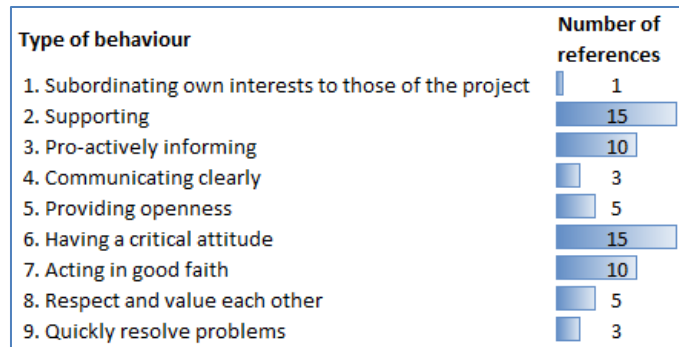 Type of behaviour Number of references
1. Subordinating own interests to those of the project 1
2. Supporting 15
3. Pro-actively informing 10
4. Communicating clearly 3
5. Providing openness 5
6. Having a critical attitude 15
7. Acting in good faith 10
8. Respect and value each other 5
9. Quickly resolve problems 3